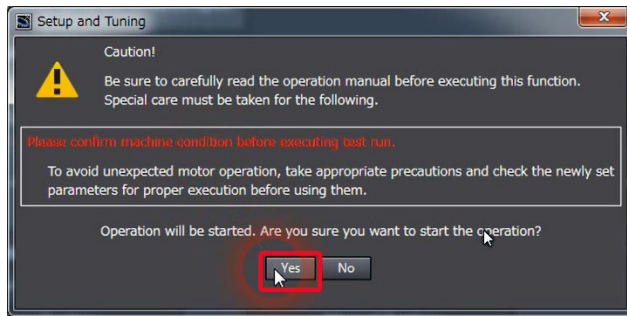 Setup and Tuning
Caution!
Be sure to carefully read the operation manual before executing this function.
Special care must be taken for the following.
Please confirm machine condition before executing test run.
To avoid unexpected motor operation, take appropriate precautions and check the newly set
parameters for proper execution before using them.
Operation will be started. Are you sure you want to start the operation?
Yes No